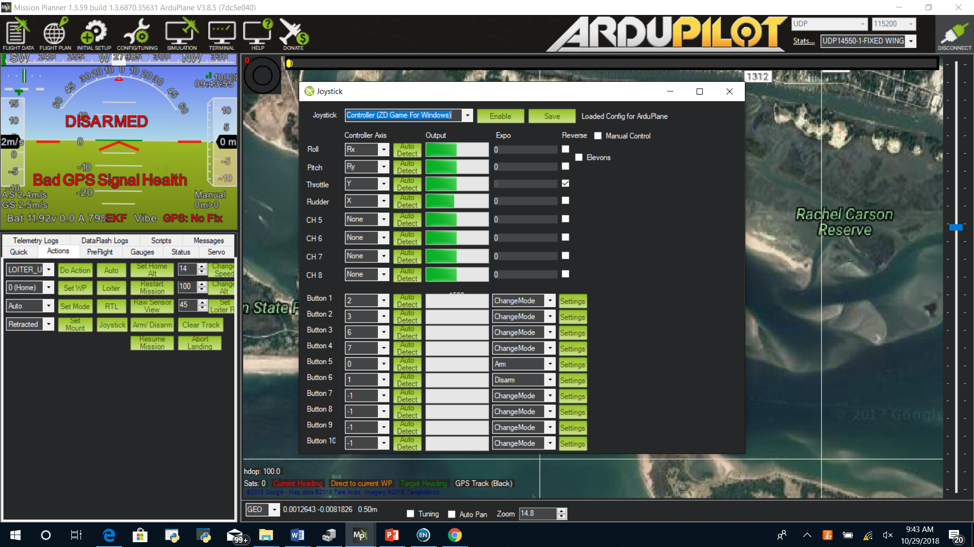 Mission Planner 1.3.59 build 1.3.6870.35631 ArduPlane V3.8.5 (7dc5e040)
FLIGHT DATA FLIGHT PLAN INITIAL SETUP CONFIG/TUNING SIMULATION TERMINAL HELP DONATE
ARDUPILOT
UDP 115200
Stats... UDP14550-1-FIXED WING
DISCONNECT
DISARMED
Bad GPS Signal Health
15
10
5
0
2m/s
0 m
AS 2.4m/s
GS 2.5m/s
Manual
0m>0
Bat 11.92v 0.0 A 79% EKF Vibe GPS: No Fix
Telemetry Logs DataFlash Logs Scripts Messages
Quick Actions PreFlight Gauges Status Servo
LOITER_U Do Action Auto Set Home Alt 14 Change Speed
0 (Home) Set WP Loiter Restart Mission 100 Change Alt
Auto Set Mode RTL Raw Sensor View 45 Set Loiter R
Retracted Set Mount Joystick Arm/ Disarm Clear Track
Resume Mission Abort Landing
1312
Rachel Carson
Reserve
n State F
2017 Google
Joystick
Joystick Controller (ZD Game For Windows) Enable Save Loaded Config for ArduPlane
Controller Axis Output Expo Reverse Manual Control
Elevons
Roll Rx Auto Detect 0
Pitch Ry Auto Detect 0
Throttle Y Auto Detect
Rudder X Auto Detect 0
CH 5 None Auto Detect 0
CH 6 None Auto Detect 0
CH 7 None Auto Detect 0
CH 8 None Auto Detect 0
Button 1 2 Auto Detect ChangeMode Settings
Button 2 3 Auto Detect ChangeMode Settings
Button 3 6 Auto Detect ChangeMode Settings
Button 4 7 Auto Detect ChangeMode Settings
Button 5 0 Auto Detect Arm Settings
Button 6 1 Auto Detect Disarm Settings
Button 7 -1 Auto Detect ChangeMode Settings
Button 8 -1 Auto Detect ChangeMode Settings
Button 9 -1 Auto Detect ChangeMode Settings
Button 10 -1 Auto Detect ChangeMode Settings
hdop: 100.0
Sats: 0 Current Heading Direct to current WP Target Heading GPS Track (Black)
GEO 0.0012643 -0.0081826 0.50m Tuning Auto Pan Zoom 14.8
99+
9:43 AM
10/29/2018
20